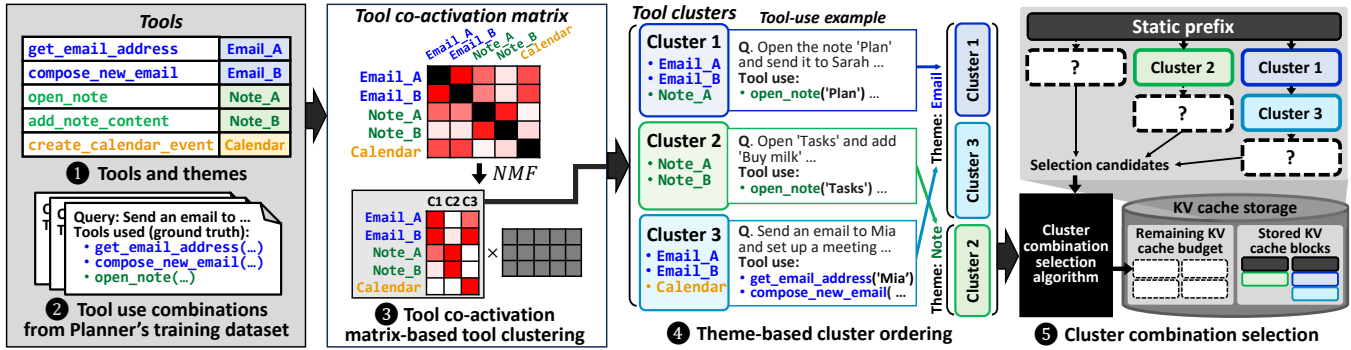 Tools
get_email_address Email_A
compose_new_email Email_B
open_note Note_A
add_note_content Note_B
create_calendar_event Calendar
1 Tools and themes
Query: Send an email to …
Tools used (ground truth):
• get_email_address(…)
• compose_new_email(…)
• open_note(…)
2 Tool use combinations
from Planner's training dataset
Tool co-activation matrix
Email_A
Email_B
Note_A
Note_B
Calendar
Email_A
Email_B
Note_A
Note_B
Calendar
NMF
C1 C2 C3
Email_A
Email_B
Note_A
Note_B
Calendar
×
3 Tool co-activation
matrix-based tool clustering
Tool clusters
Tool-use example
Cluster 1
• Email_A
• Email_B
• Note_A
Q. Open the note 'Plan'
and send it to Sarah …
Tool use:
• open_note('Plan') …
Cluster 2
• Note_A
• Note_B
Q. Open 'Tasks' and add
'Buy milk' …
Tool use:
• open_note('Tasks') …
Cluster 3
• Email_A
• Email_B
• Calendar
Q. Send an email to Mia
and set up a meeting …
Tool use:
• get_email_address('Mia')
• compose_new_email( …
Theme: Email
Cluster 1
Cluster 3
Theme: Note
Cluster 2
4 Theme-based cluster ordering
Static prefix
?
Cluster 2
Cluster 1
?
Cluster 3
?
Selection candidates
Cluster
combination
selection
algorithm
KV cache storage
Remaining KV
cache budget
Stored KV
cache blocks
5 Cluster combination selection